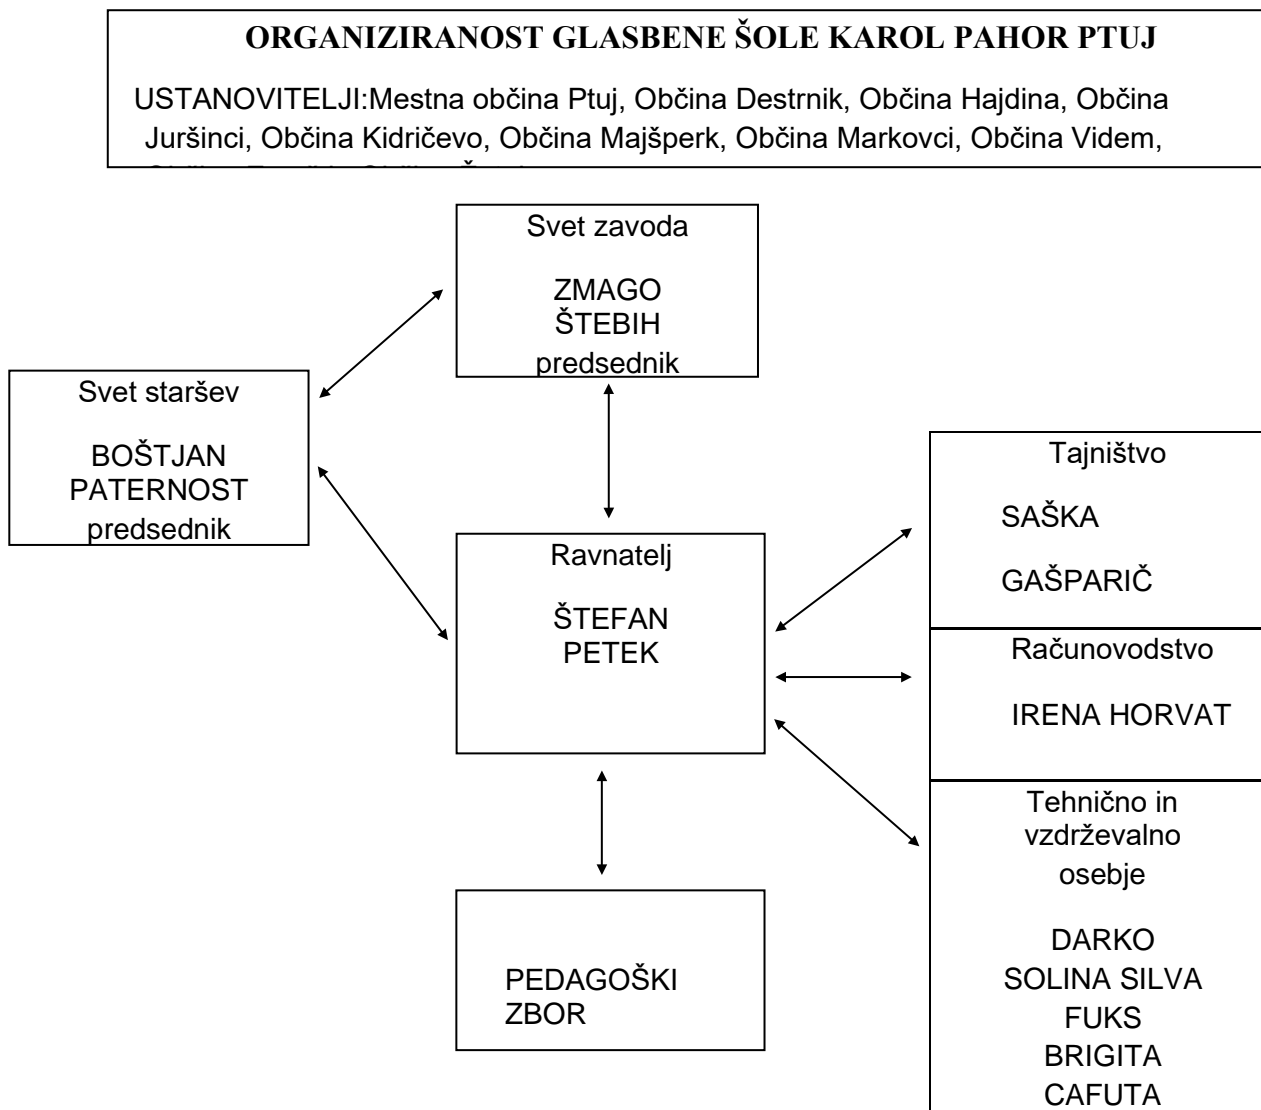 ORGANIZIRANOST GLASBENE ŠOLE KAROL PAHOR PTUJ
USTANOVITELJI:Mestna občina Ptuj, Občina Destrnik, Občina Hajdina, Občina
Juršinci, Občina Kidričevo, Občina Majšperk, Občina Markovci, Občina Videm,
Svet zavoda
ZMAGO
ŠTEBIH
predsednik
Svet staršev
BOŠTJAN
PATERNOST
predsednik
Ravnatelj
ŠTEFAN
PETEK
Tajništvo
SAŠKA
GAŠPARIČ
Računovodstvo
IRENA HORVAT
Tehnično in
vzdrževalno
osebje
DARKO
SOLINA SILVA
FUKS
BRIGITA
CAFUTA
PEDAGOŠKI
ZBOR